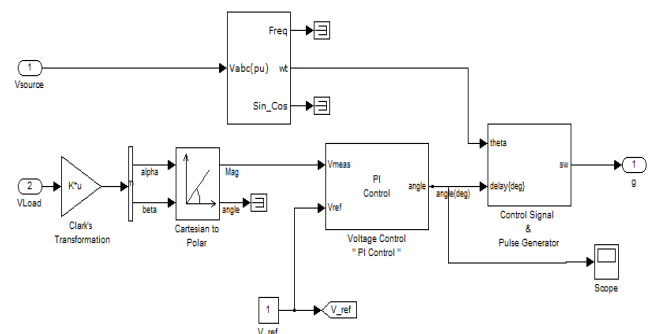 Freq
1
Vabc(pu)
wt
Vsource
Sin_Cos
theta
alpha
Mag
Vmeas
PI
Control
sw
1
g
2
K*u
angle
angle(deg)
delay{deg}
VLoad
beta
angle
Vref
Clark's
Transformation
Cartesian to
Polar
Voltage Control
" PI Control "
Control Signal
&
Pulse Generator
Scope
1
V_ref
V_ref